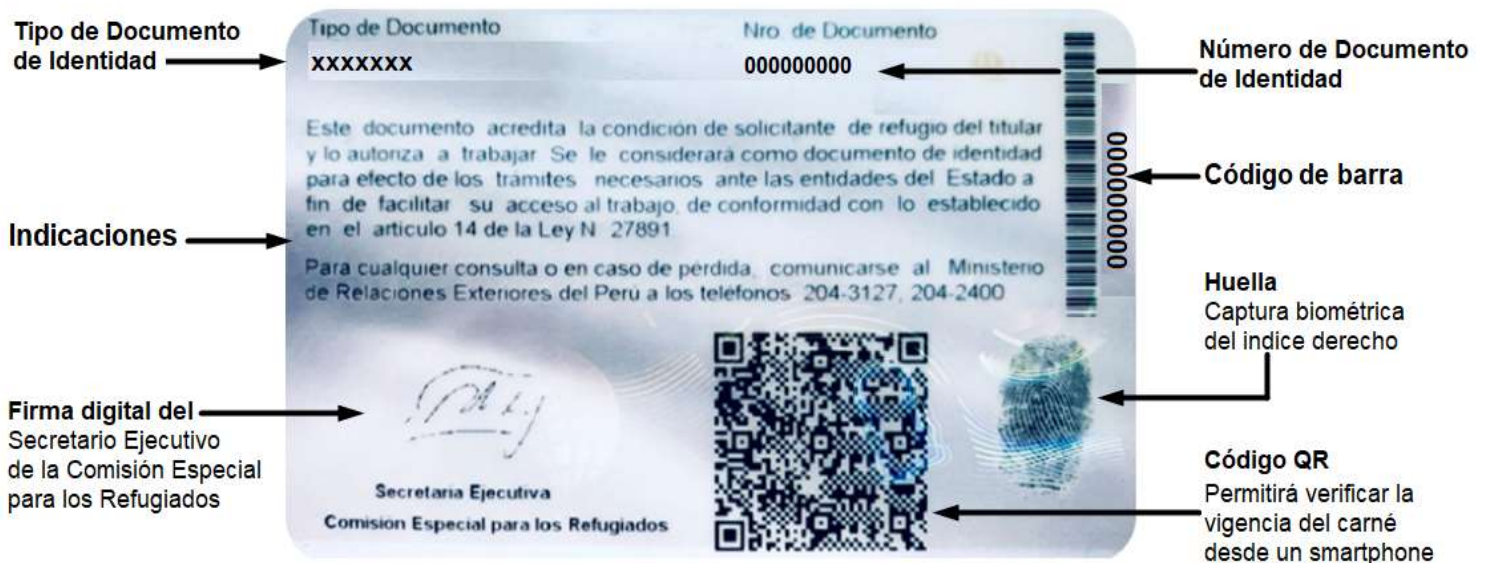 Tipo de Documento
de Identidad
Tipo de Documento
xxxxxxx
Nro de Documento
000000000
Número de Documento
de Identidad
Este documento acredita la condición de solicitante de refugio del titular
y lo autoriza a trabajar Se le considerará como documento de identidad
para efecto de los trámites necesarios ante las entidades del Estado a
fin de facilitar su acceso al trabajo, de conformidad con lo establecido
en el artículo 14 de la Ley N 27891
Para cualquier consulta o en caso de pérdida, comunicarse al Ministerio
de Relaciones Exteriores del Perú a los teléfonos 204-3127, 204-2400
000000000
Código de barra
Indicaciones
Huella
Captura biométrica
del indice derecho
Firma digital del
Secretario Ejecutivo
de la Comisión Especial
para los Refugiados
Secretaria Ejecutiva
Comisión Especial para los Refugiados
Código QR
Permitirá verificar la
vigencia del carné
desde un smartphone